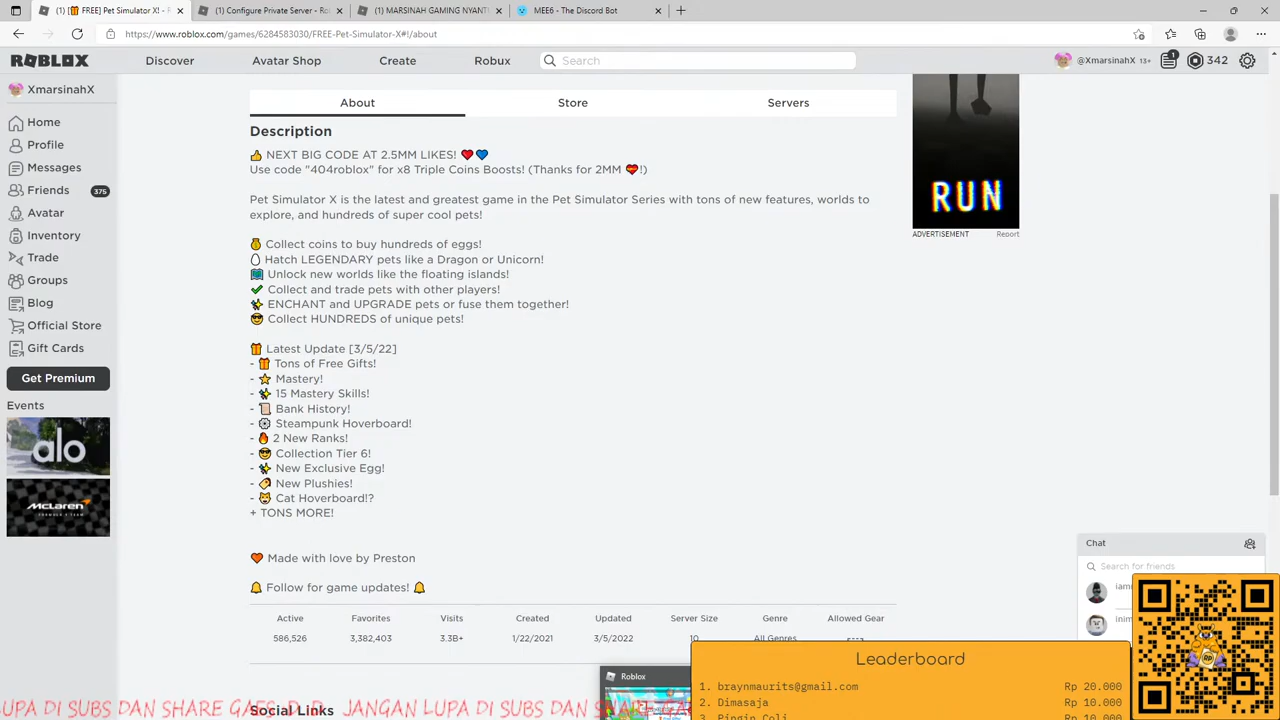 (1) 🎁 FREE] Pet Simulator X! - R
(1) Configure Private Server - Ro
(1) MARSINAH GAMING NYANT
MEE6 - The Discord Bot
https://www.roblox.com/games/6284583030/FREE-Pet-Simulator-X#!/about
ROBLOX
Discover
Avatar Shop
Create
Robux
Search
@XmarsinahX 13+
1
342
XmarsinahX
Home
Profile
Messages
Friends 375
Avatar
Inventory
Trade
Groups
Blog
Official Store
Gift Cards
Get Premium
Events
alo
McLaren
About
Store
Servers
Description
👍 NEXT BIG CODE AT 2.5MM LIKES! ❤️💙
Use code "404roblox" for x8 Triple Coins Boosts! (Thanks for 2MM ❤️!)
Pet Simulator X is the latest and greatest game in the Pet Simulator Series with tons of new features, worlds to
explore, and hundreds of super cool pets!
Collect coins to buy hundreds of eggs!
🥚 Hatch LEGENDARY pets like a Dragon or Unicorn!
🗺️ Unlock new worlds like the floating islands!
✔️ Collect and trade pets with other players!
✨ ENCHANT and UPGRADE pets or fuse them together!
😎 Collect HUNDREDS of unique pets!
🎁 Latest Update [3/5/22]
- 🎁 Tons of Free Gifts!
- ⭐ Mastery!
- ✨ 15 Mastery Skills!
- 📜 Bank History!
- ⚙️ Steampunk Hoverboard!
- 🔥 2 New Ranks!
- 😎 Collection Tier 6!
- ✨ New Exclusive Egg!
- 🏷️ New Plushies!
- 🐱 Cat Hoverboard!?
+ TONS MORE!
🧡 Made with love by Preston
🔔 Follow for game updates! 🔔
Active Favorites Visits Created Updated Server Size Genre Allowed Gear
586,526 3,382,403 3.3B+ 1/22/2021 3/5/2022 10 All Genres
RUN
ADVERTISEMENT Report
Chat
Search for friends
Roblox
Leaderboard
1. braynmaurits@gmail.com Rp 20.000
2. Dimasaja Rp 10.000
3. Pingin Coli Rp 10.000
Social Links